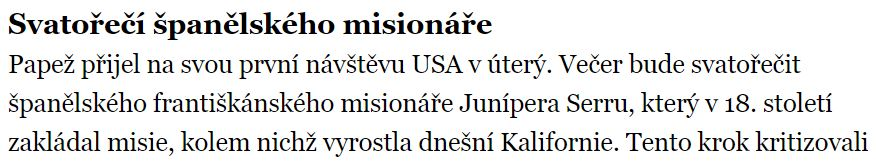 Svatořečí španělského misionáře
Papež přijel na svou první návštěvu USA v úterý. Večer bude svatořečit
španělského františkánského misionáře Junípera Serru, který v 18. století
zakládal misie, kolem nichž vyrostla dnešní Kalifornie. Tento krok kritizovali